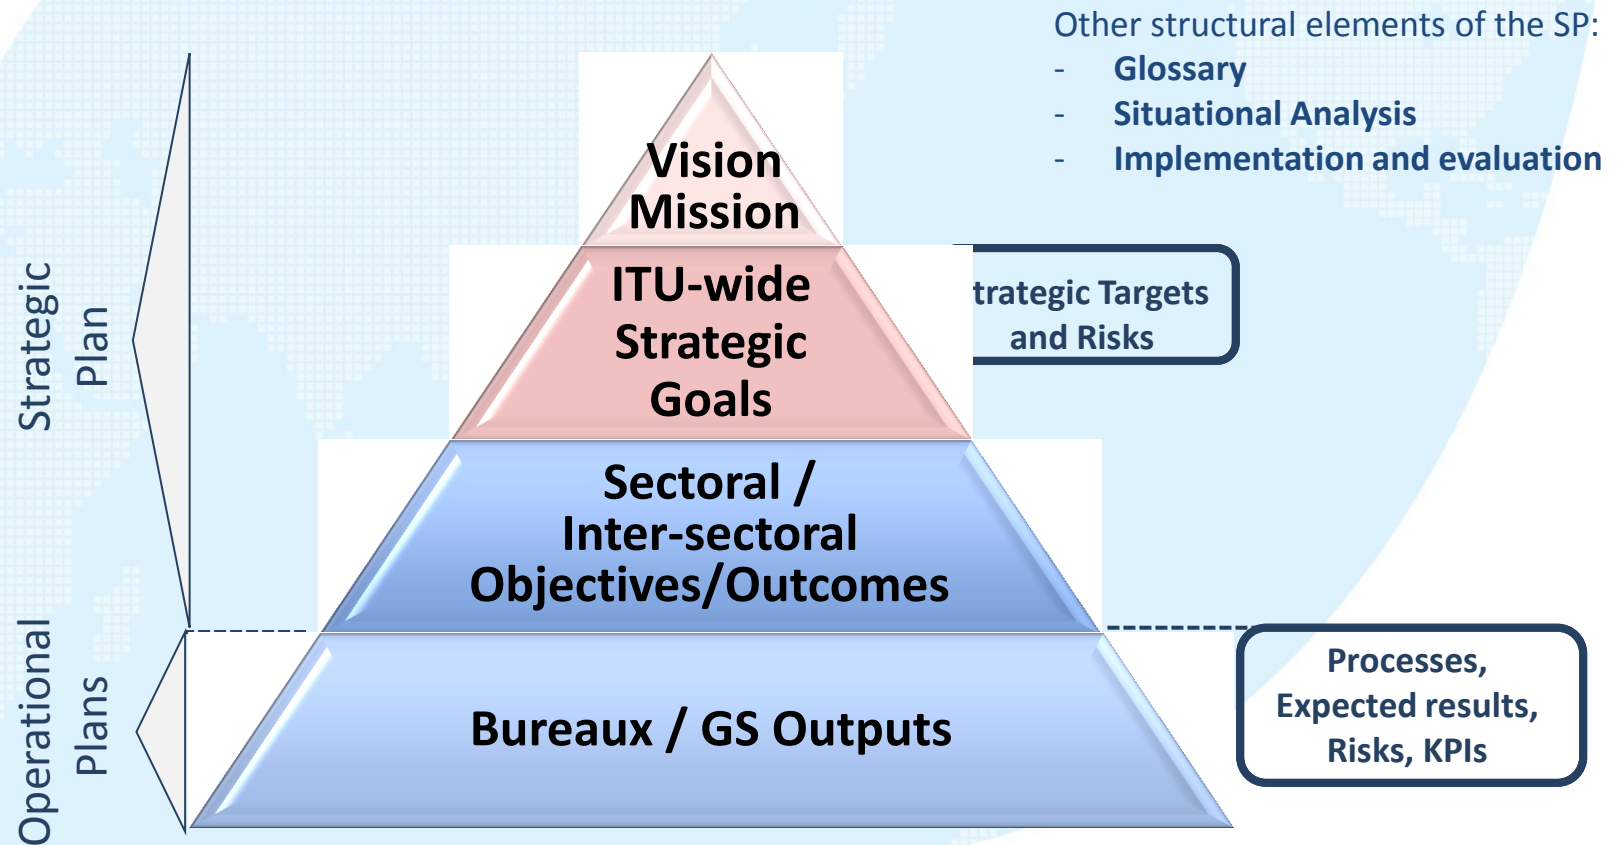 Other structural elements of the SP:
- Glossary
- Situational Analysis
- Implementation and evaluation
Vision
Mission
ITU-wide
Strategic
Goals
trategic Targets
and Risks
Sectoral /
Inter-sectoral
Objectives/Outcomes
Bureaux / GS Outputs
Processes,
Expected results,
Risks, KPIs
Strategic
Plan
Operational
Plans